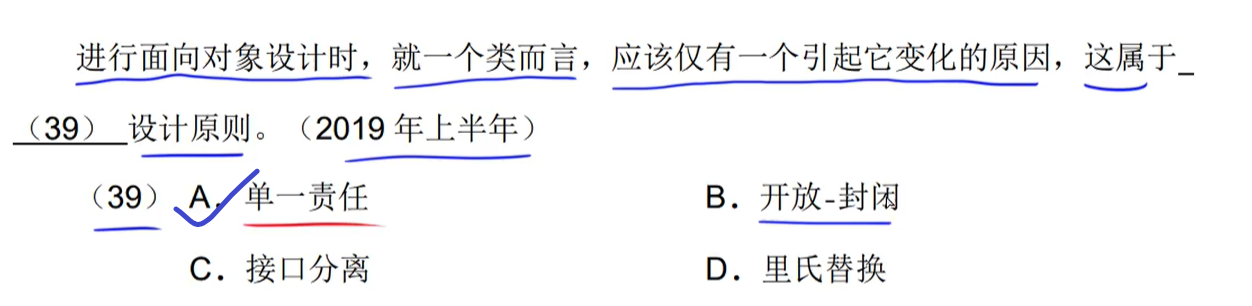 进行面向对象设计时，就一个类而言，应该仅有一个引起它变化的原因，这属于_
（39） 设计原则。（2019 年上半年）
（39） A．单一责任 B．开放-封闭
C．接口分离 D．里氏替换